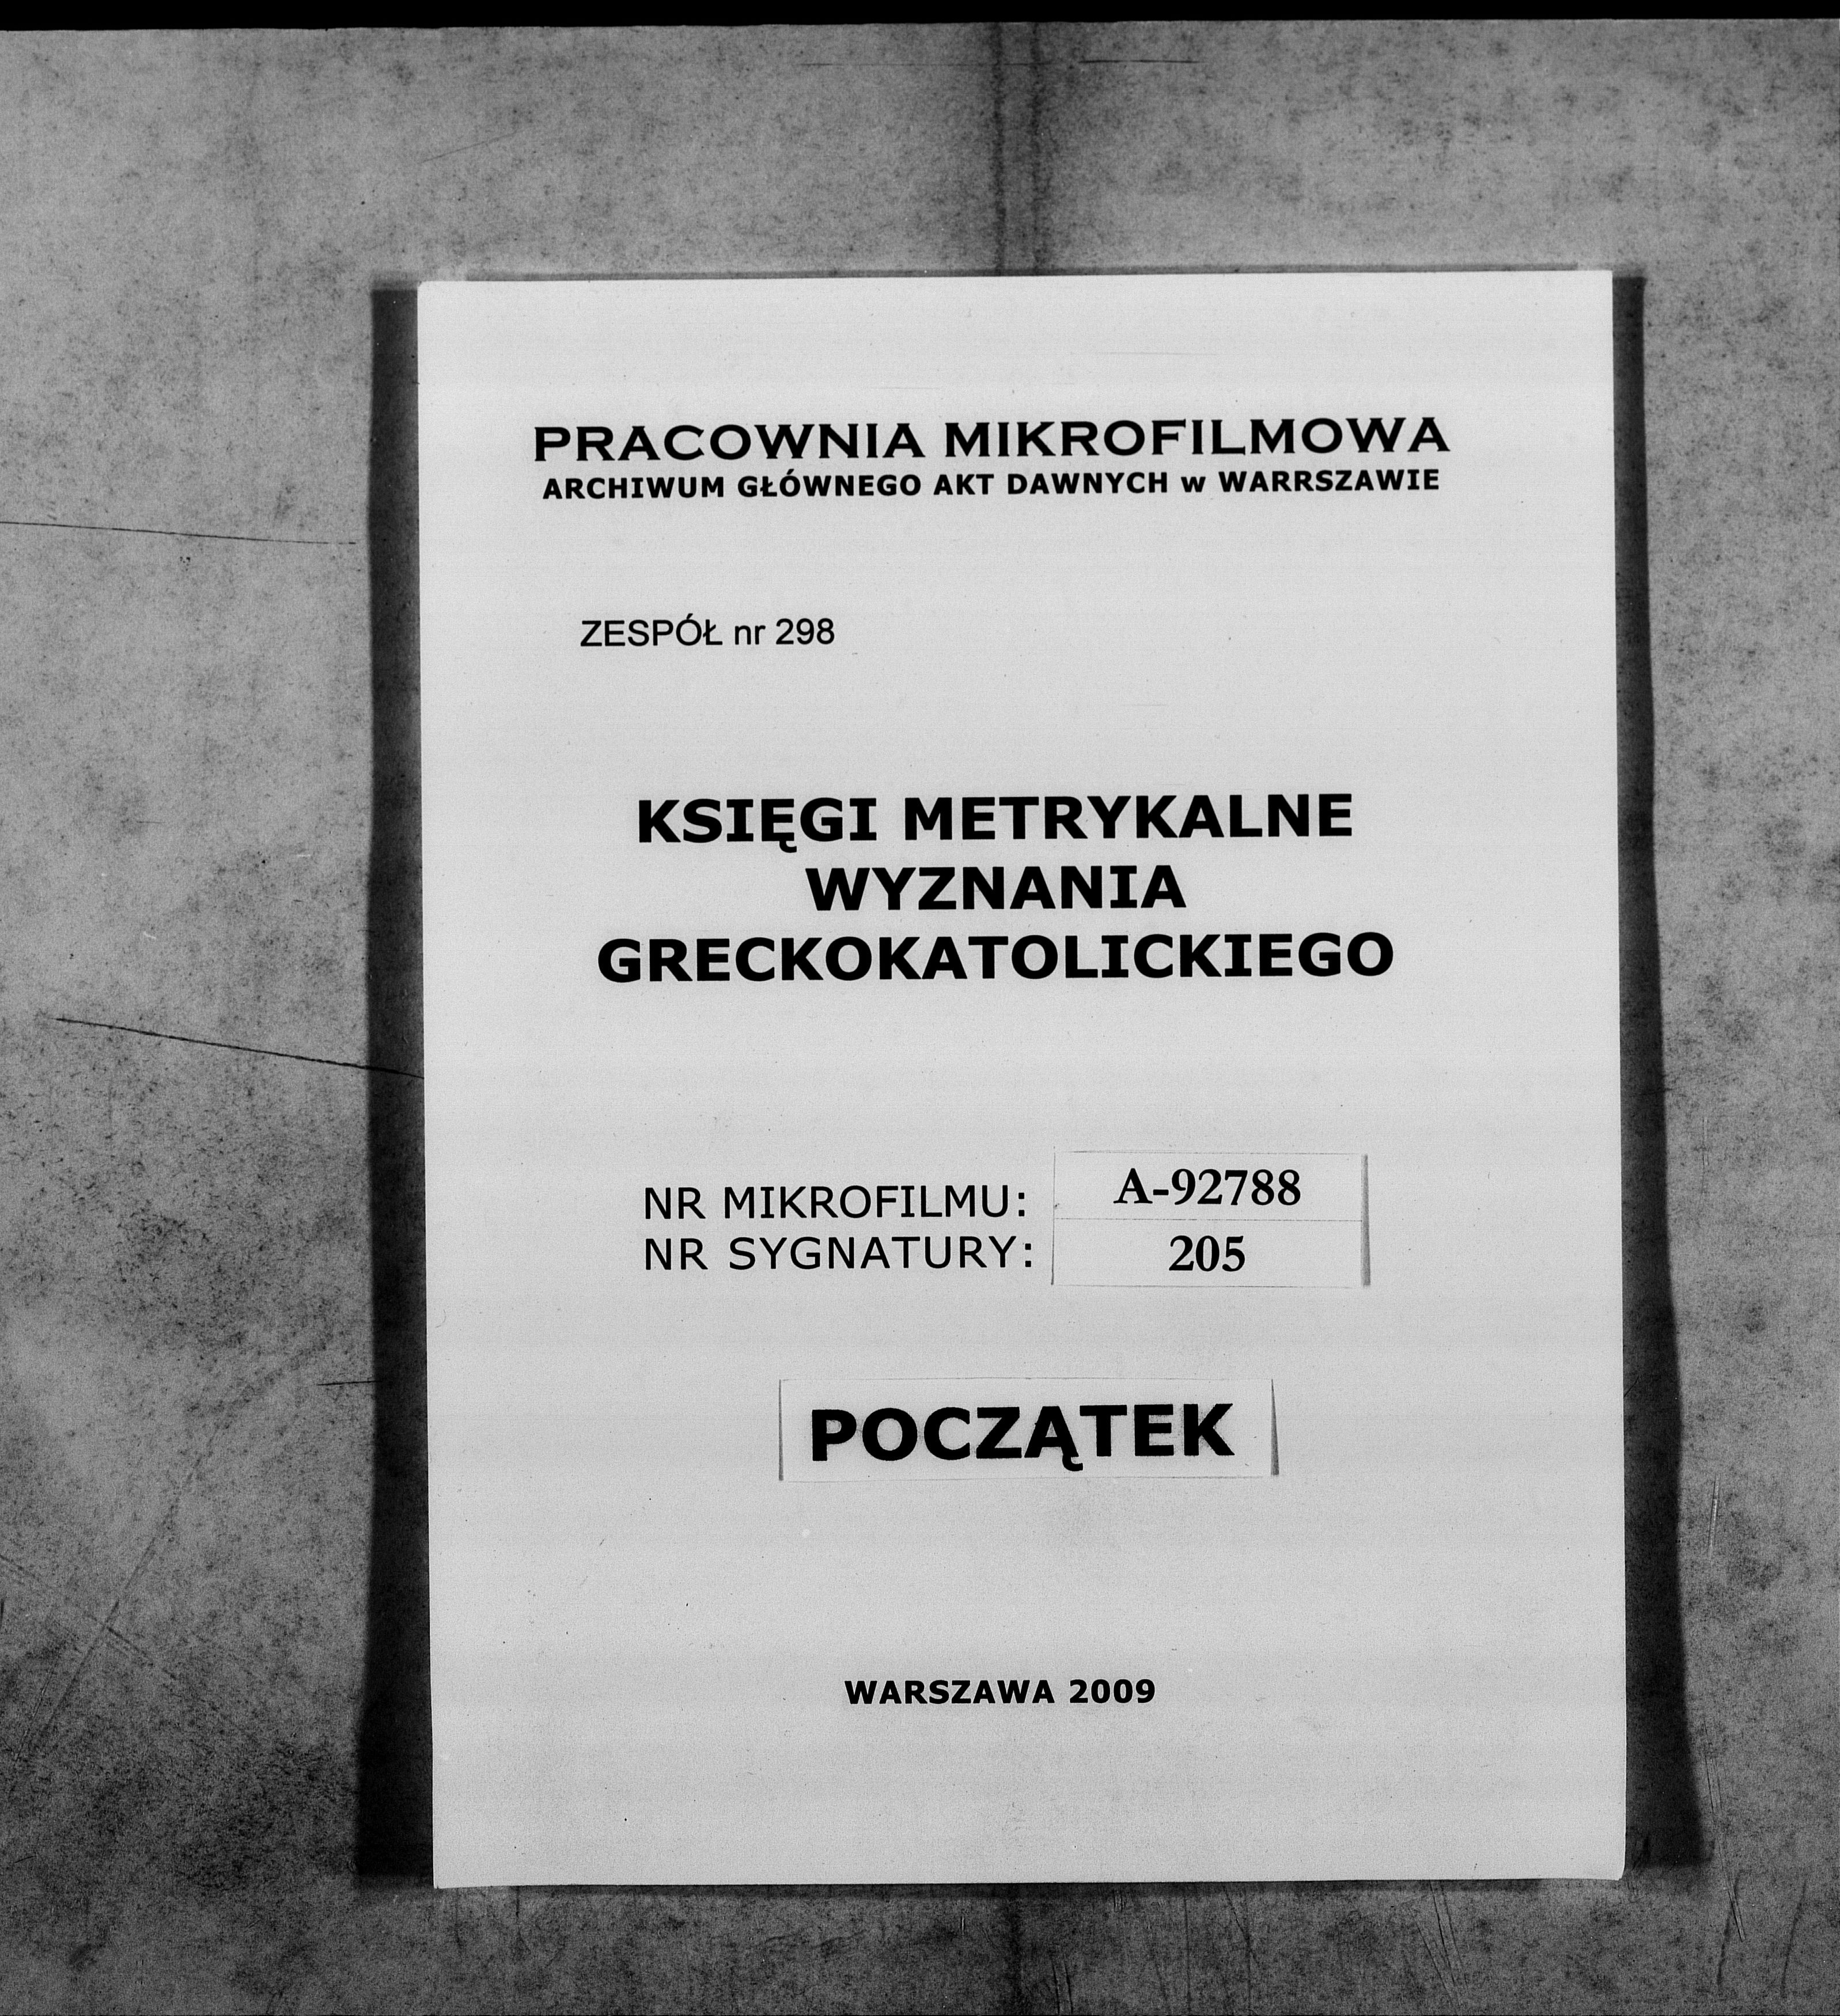 PRACOWNIA MIKROFILMOWA
ARCHIWUM GŁÓWNEGO AKT DAWNYCH w WARRSZAWIE
ZESPÓŁ nr 298
KSIĘGI METRYKALNE
WYZNANIA
GRECKOKATOLICKIEGO
NR MIKROFILMU: A-92788
NR SYGNATURY: 205
POCZĄTEK
WARSZAWA 2009